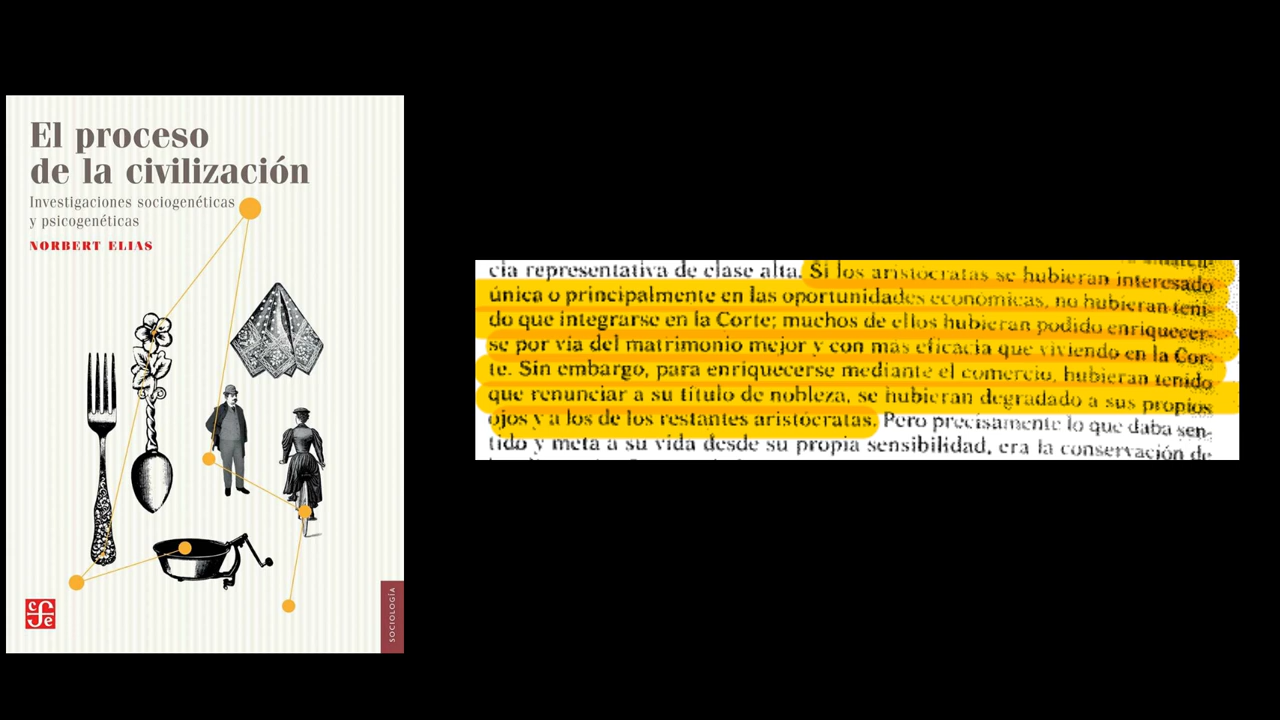 El proceso
de la civilización
Investigaciones sociogenéticas
y psicogenéticas
NORBERT ELIAS
cfe
SOCIOLOGÍA
cia representativa de clase alta. Si los aristócratas se hubieran interesado
única o principalmente en las oportunidades económicas, no hubieran teni-
do que integrarse en la Corte; muchos de ellos hubieran podido enriquecer-
se por vía del matrimonio mejor y con más eficacia que viviendo en la Cor-
te. Sin embargo, para enriquecerse mediante el comercio, hubieran tenido
que renunciar a su título de nobleza, se hubieran degradado a sus propios
ojos y a los de los restantes aristócratas. Pero precisamente lo que daba sen-
tido y meta a su vida desde su propia sensibilidad, era la conservación de